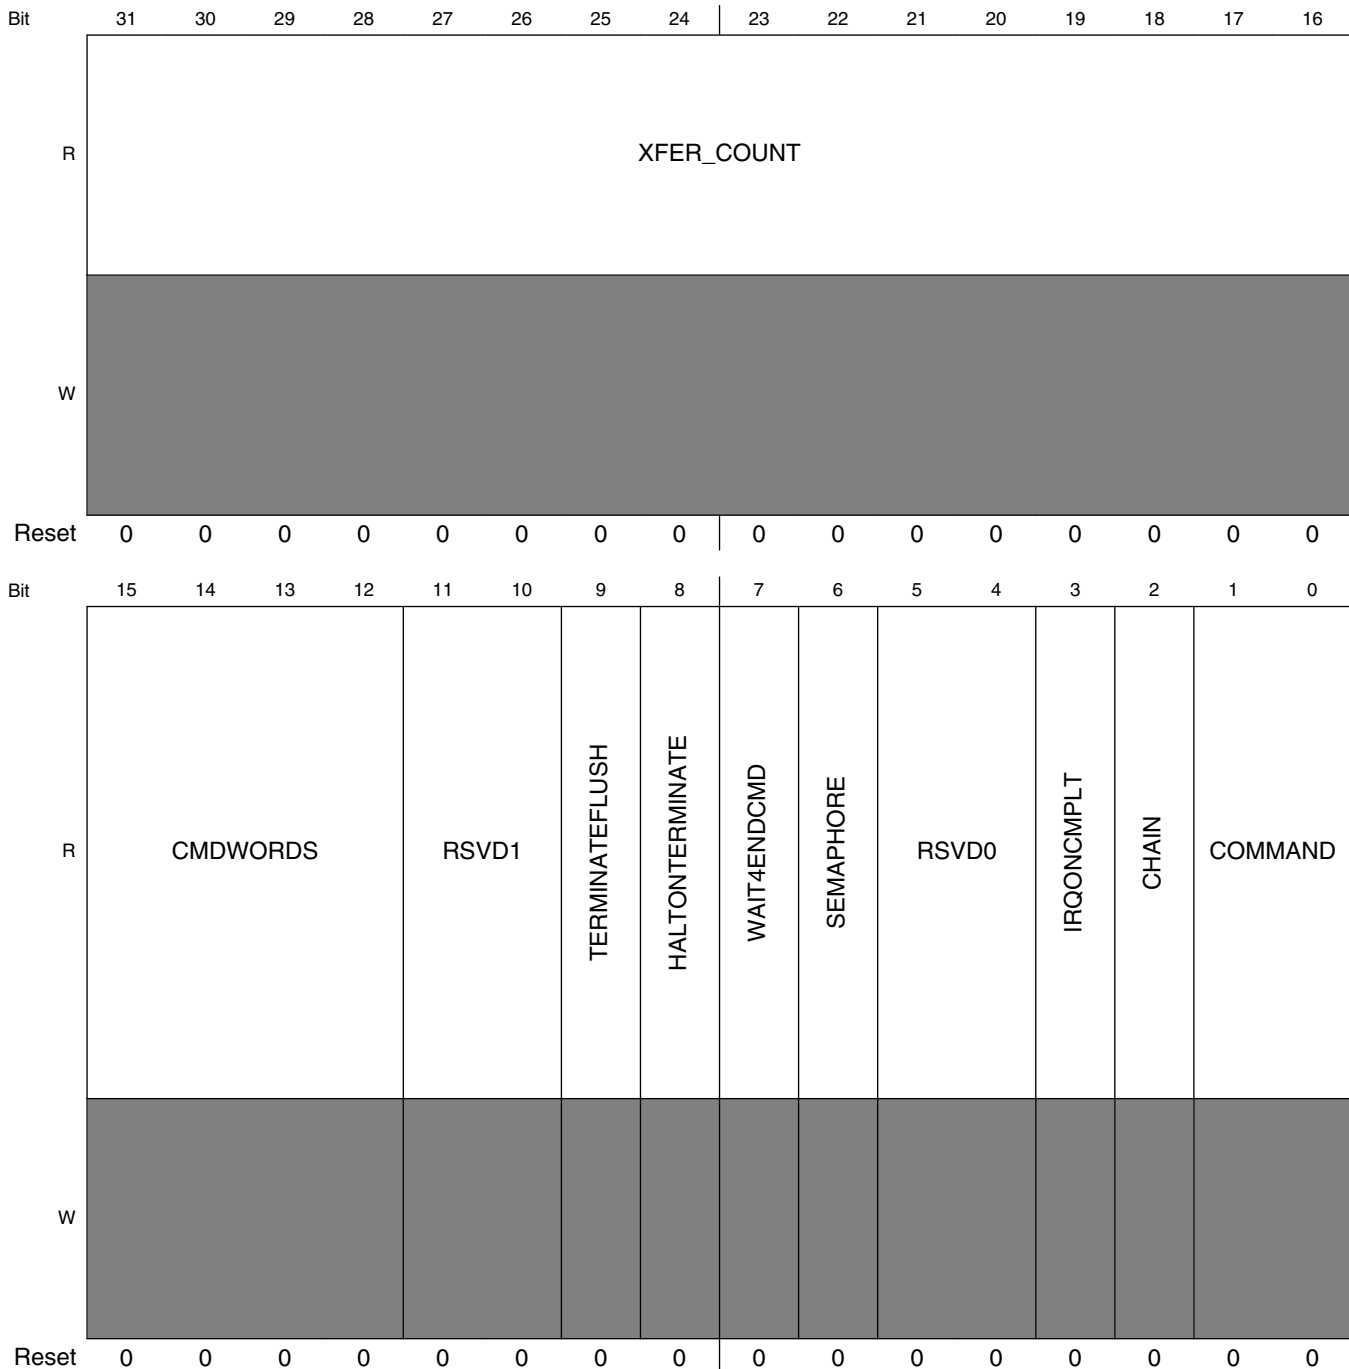 Bit 31 30 29 28 27 26 25 24 23 22 21 20 19 18 17 16
R XFER_COUNT
W
Reset 0 0 0 0 0 0 0 0 0 0 0 0 0 0 0 0
Bit 15 14 13 12 11 10 9 8 7 6 5 4 3 2 1 0
R CMDWORDS RSVD1 TERMINATEFLUSH HALTONTERMINATE WAIT4ENDCMD SEMAPHORE RSVD0 IRQONCMPLT CHAIN COMMAND
W
Reset 0 0 0 0 0 0 0 0 0 0 0 0 0 0 0 0